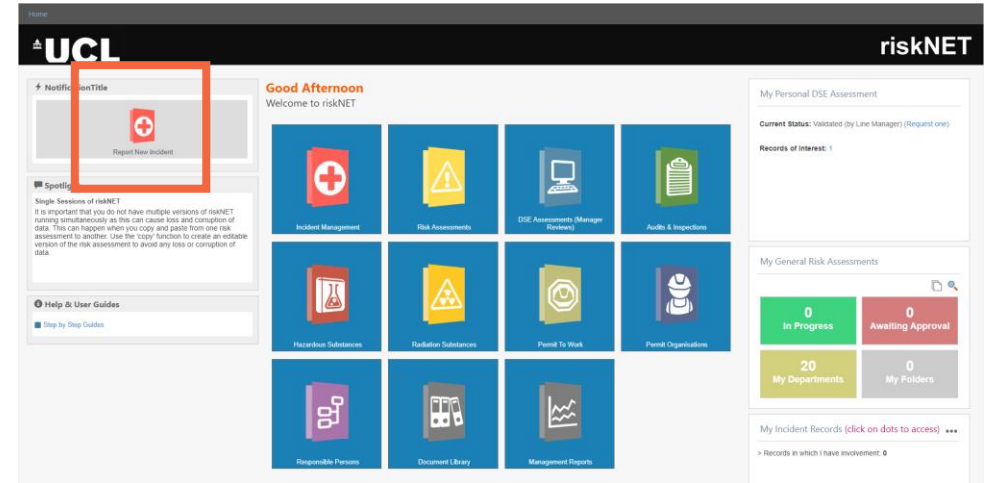 Home
UCL
riskNET
NotificationTitle
Report New Incident
Spotlig
Single Sessions of riskNET
It is important that you do not have multiple versions of riskNET
running simultaneously as this can cause loss and corruption of
data. This can happen when you copy and paste from one risk
assessment to another. Use the 'copy' function to create an editable
version of the risk assessment to avoid any loss or corruption of
data.
Help & User Guides
Step by Step Guides
Good Afternoon
Welcome to riskNET
Incident Management
Risk Assessments
DSE Assessments (Manager
Reviews)
Audits & Inspections
Hazardous Substances
Radiation Substances
Permit To Work
Permit Organisations
Responsible Persons
Document Library
Management Reports
My Personal DSE Assessment
Current Status: Validated (by Line Manager) (Request one)
Records of Interest: 1
My General Risk Assessments
0
In Progress
0
Awaiting Approval
20
My Departments
0
My Folders
My Incident Records (click on dots to access) •••
> Records in which I have involvement: 0